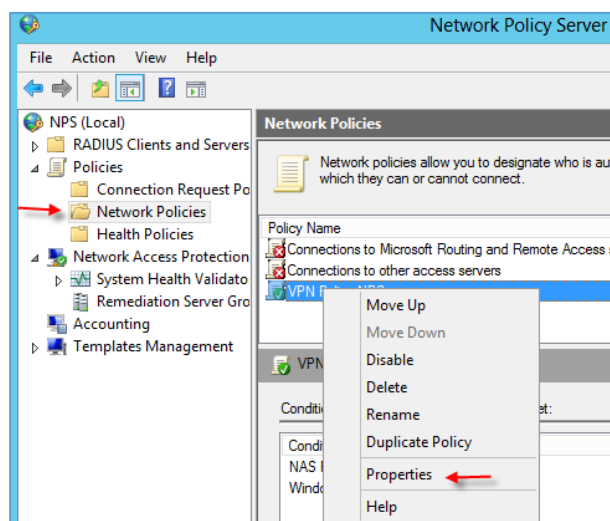 Network Policy Server
File Action View Help
NPS (Local)
RADIUS Clients and Servers
Policies
Connection Request Po
Network Policies
Health Policies
Network Access Protection
System Health Validato
Remediation Server Gro
Accounting
Templates Management
Network Policies
Network policies allow you to designate who is au
which they can or cannot connect.
Policy Name
Connections to Microsoft Routing and Remote Access
Connections to other access servers
VPN Policy NPS
Move Up
Move Down
Disable
Delete
Rename
Duplicate Policy
Properties
Help
VPN
Conditi
et:
Condi
NAS
Windo